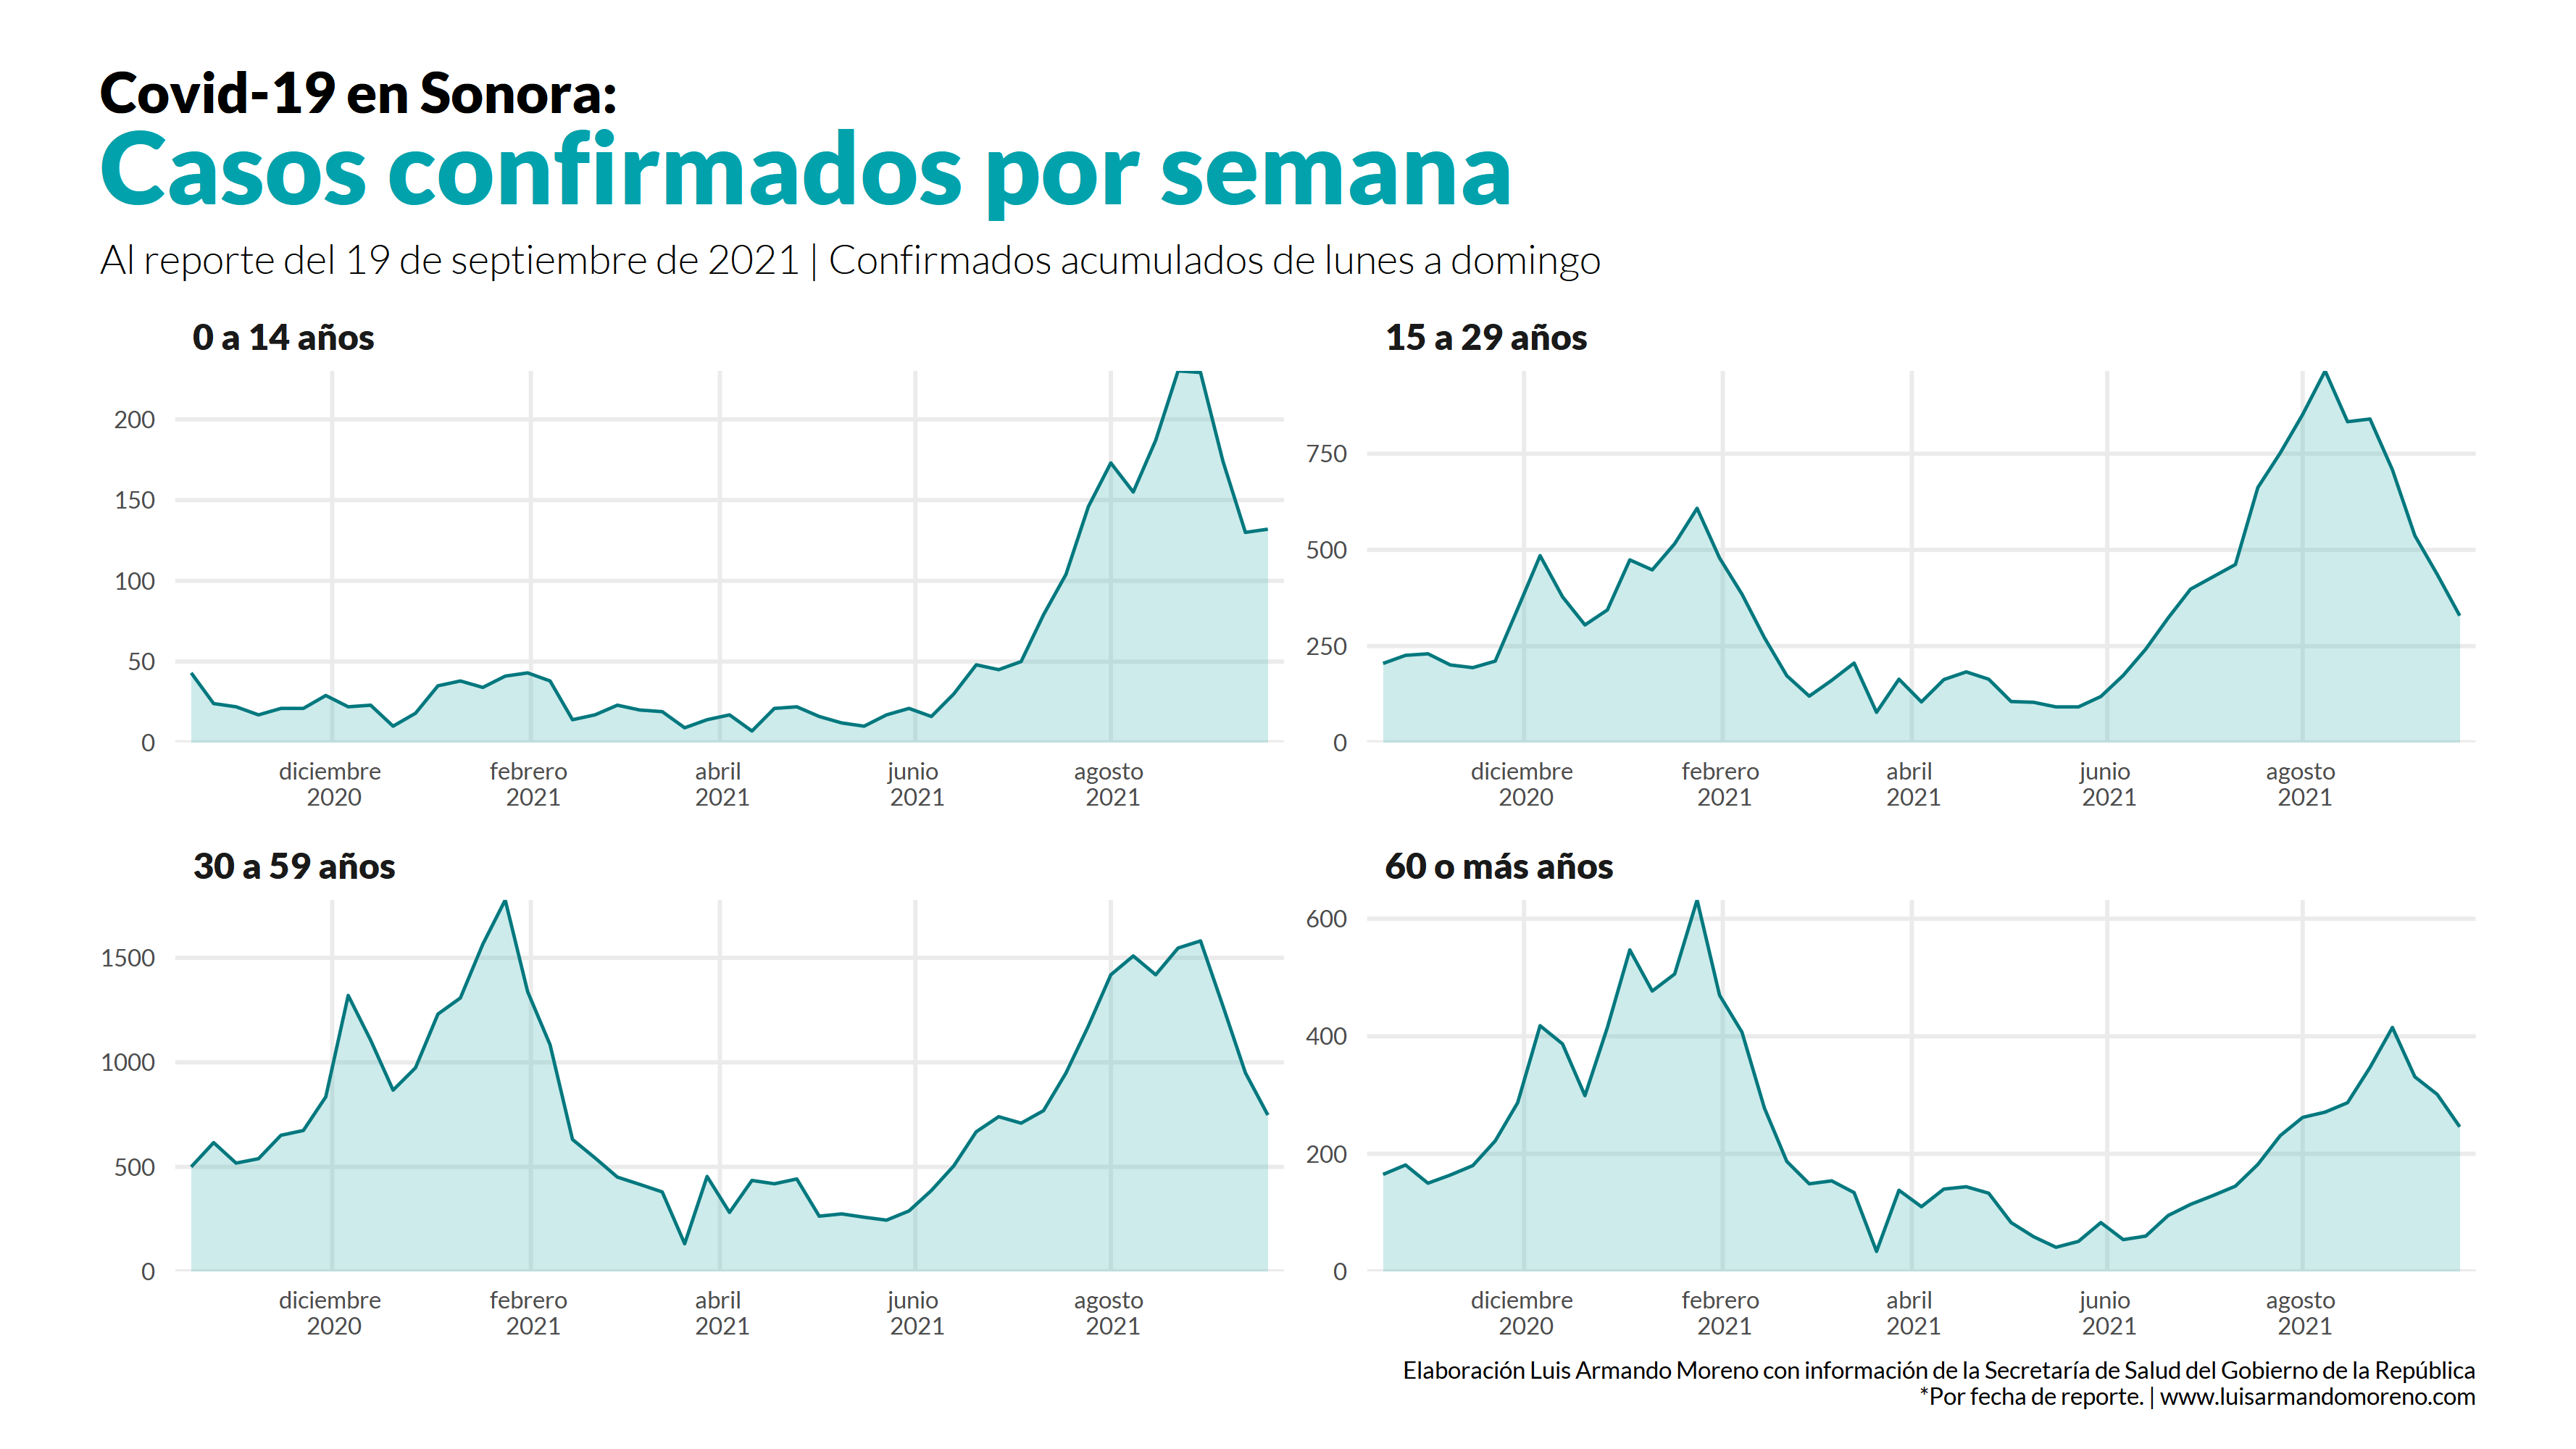 Covid-19 en Sonora:
Casos confirmados por semana
Al reporte del 19 de septiembre de 2021 | Confirmados acumulados de lunes a domingo
0 a 14 años
200
150
100
50
0
diciembre
2020
febrero
2021
abril
2021
junio
2021
agosto
2021
15 a 29 años
750
500
250
0
diciembre
2020
febrero
2021
abril
2021
junio
2021
agosto
2021
30 a 59 años
1500
1000
500
0
diciembre
2020
febrero
2021
abril
2021
junio
2021
agosto
2021
60 o más años
600
400
200
0
diciembre
2020
febrero
2021
abril
2021
junio
2021
agosto
2021
Elaboración Luis Armando Moreno con información de la Secretaría de Salud del Gobierno de la República
*Por fecha de reporte. | www.luisarmandomoreno.com